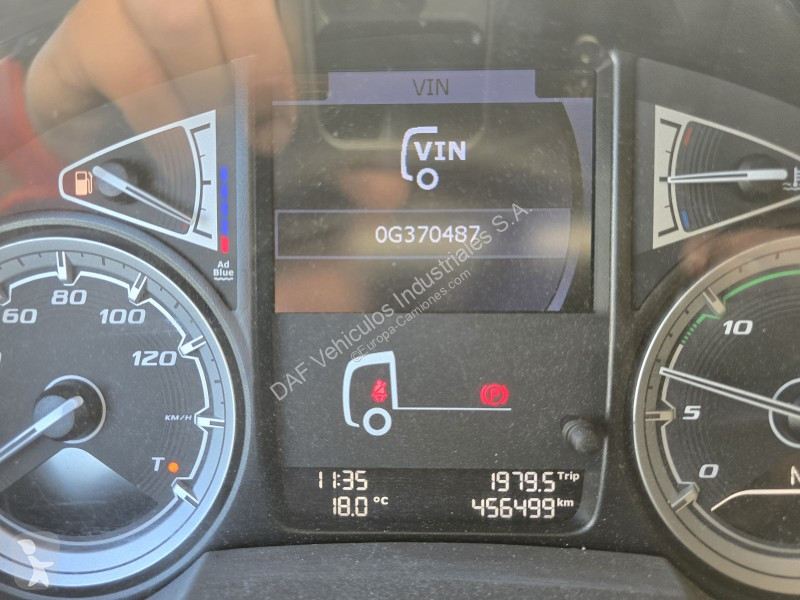 VIN
VIN
0G370487
Ad
Blue
60 80 100 120
KM/H
T
10
5
0
N
P
11:35 1979.5 Trip
18.0 °C 456499 km
DAF Vehiculos Industriales S.A.
©Europa-Camiones.com